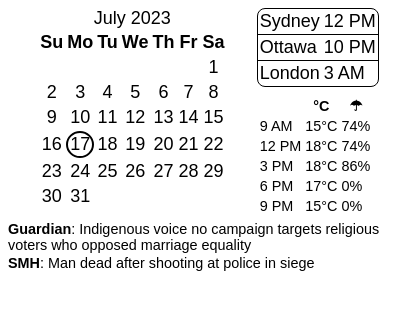 July 2023
Su Mo Tu We Th Fr Sa
1
2 3 4 5 6 7 8
9 10 11 12 13 14 15
16 17 18 19 20 21 22
23 24 25 26 27 28 29
30 31
Sydney 12 PM
Ottawa 10 PM
London 3 AM
°C ☂
9 AM 15°C 74%
12 PM 18°C 74%
3 PM 18°C 86%
6 PM 17°C 0%
9 PM 15°C 0%
Guardian: Indigenous voice no campaign targets religious
voters who opposed marriage equality
SMH: Man dead after shooting at police in siege